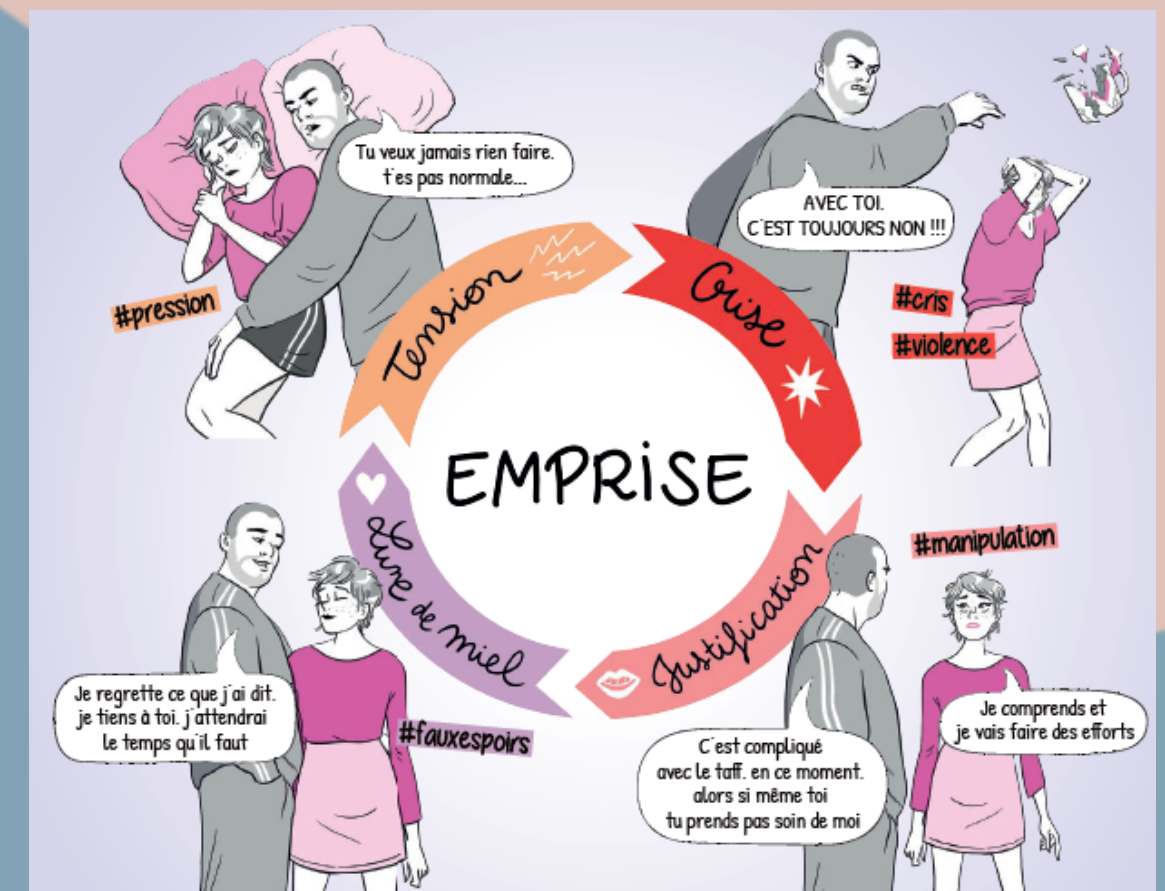 Tu veux jamais rien faire.
t'es pas normale...
#pression
Tension
AVEC TOI.
C'EST TOUJOURS NON !!!
Crise
#cris
#violence
EMPRiSE
#manipulation
Justification
C'est compliqué
avec le taff. en ce moment.
alors si même toi
tu prends pas soin de moi
Je comprends et
je vais faire des efforts
Lune de miel
Je regrette ce que j'ai dit.
je tiens à toi. j'attendrai
le temps qu'il faut
#fauxespoirs